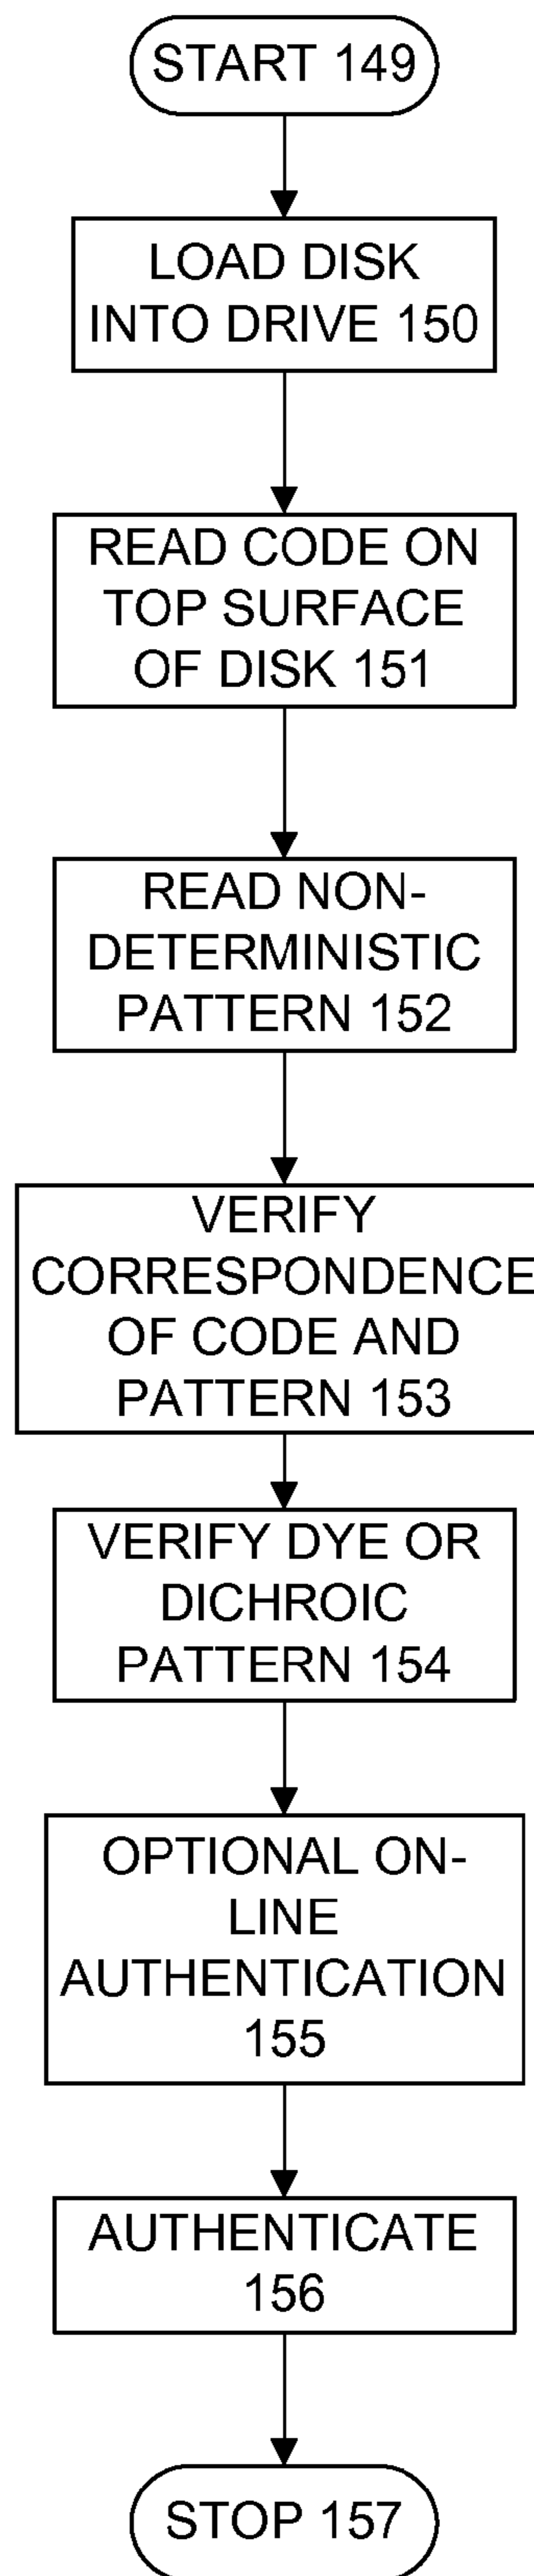 START 149
LOAD DISK
INTO DRIVE 150
READ CODE ON
TOP SURFACE
OF DISK 151
READ NON-
DETERMINISTIC
PATTERN 152
VERIFY
CORRESPONDENCE
OF CODE AND
PATTERN 153
VERIFY DYE OR
DICHROIC
PATTERN 154
OPTIONAL ON-
LINE
AUTHENTICATION
155
AUTHENTICATE
156
STOP 157